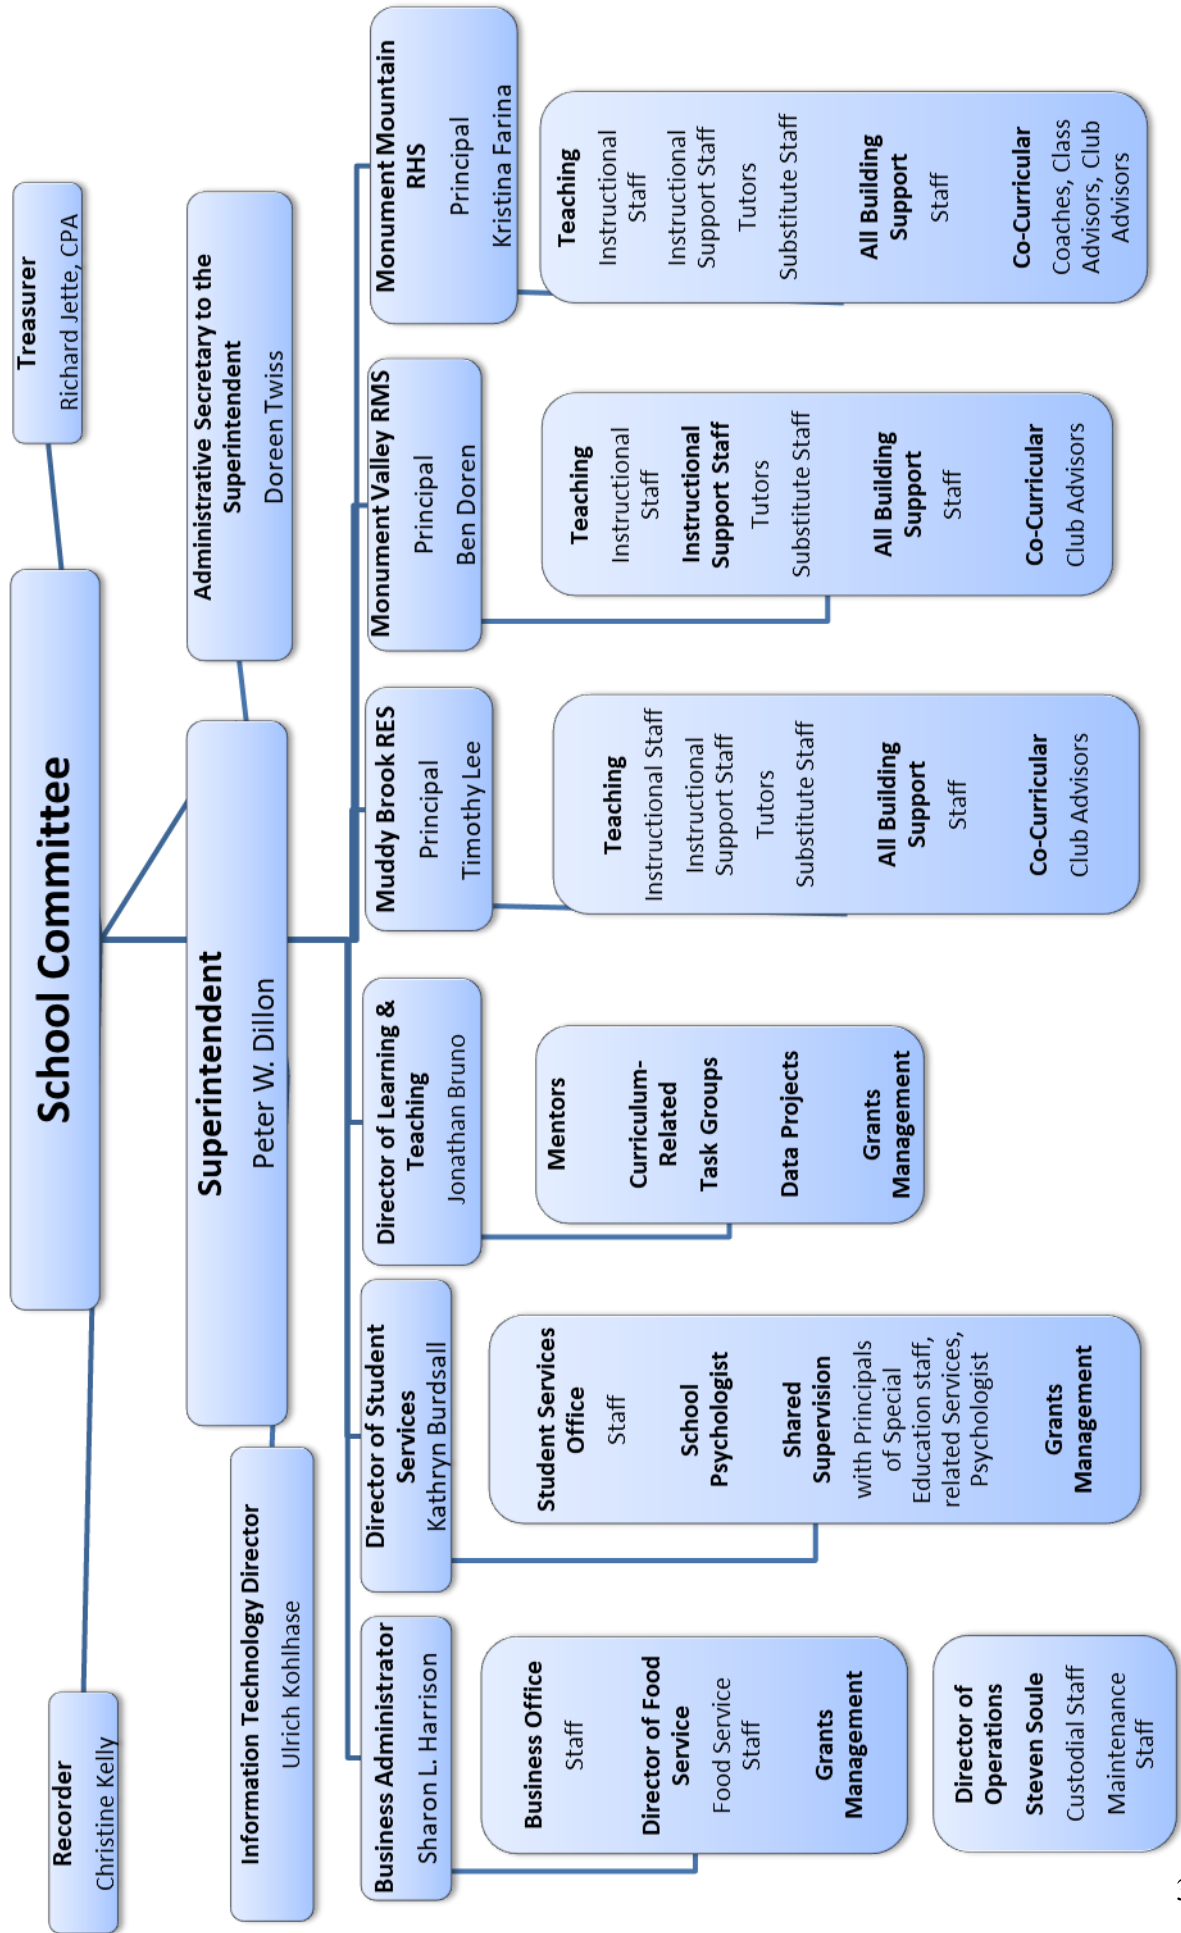 School Committee
Treasurer
Richard Jette, CPA
Recorder
Christine Kelly
Superintendent
Peter W. Dillon
Administrative Secretary to the
Superintendent
Doreen Twiss
Information Technology Director
Ulrich Kohlhase
Business Administrator
Sharon L. Harrison
Director of Student
Services
Kathryn Burdsall
Director of Learning &
Teaching
Jonathan Bruno
Muddy Brook RES
Principal
Timothy Lee
Monument Valley RMS
Principal
Ben Doren
Monument Mountain
RHS
Principal
Kristina Farina
Business Office
Staff
Director of Food
Service
Food Service
Staff
Grants
Management
Director of
Operations
Steven Soule
Custodial Staff
Maintenance
Staff
Student Services
Office
Staff
School
Psychologist
Shared
Supervision
with Principals
of Special
Education staff,
related Services,
Psychologist
Grants
Management
Mentors
Curriculum-
Related
Task Groups
Data Projects
Grants
Management
Teaching
Instructional Staff
Instructional
Support Staff
Tutors
Substitute Staff
All Building
Support
Staff
Co-Curricular
Club Advisors
Teaching
Instructional
Staff
Instructional
Support Staff
Tutors
Substitute Staff
All Building
Support
Staff
Co-Curricular
Club Advisors
Teaching
Instructional
Staff
Instructional
Support Staff
Tutors
Substitute Staff
All Building
Support
Staff
Co-Curricular
Coaches, Class
Advisors, Club
Advisors